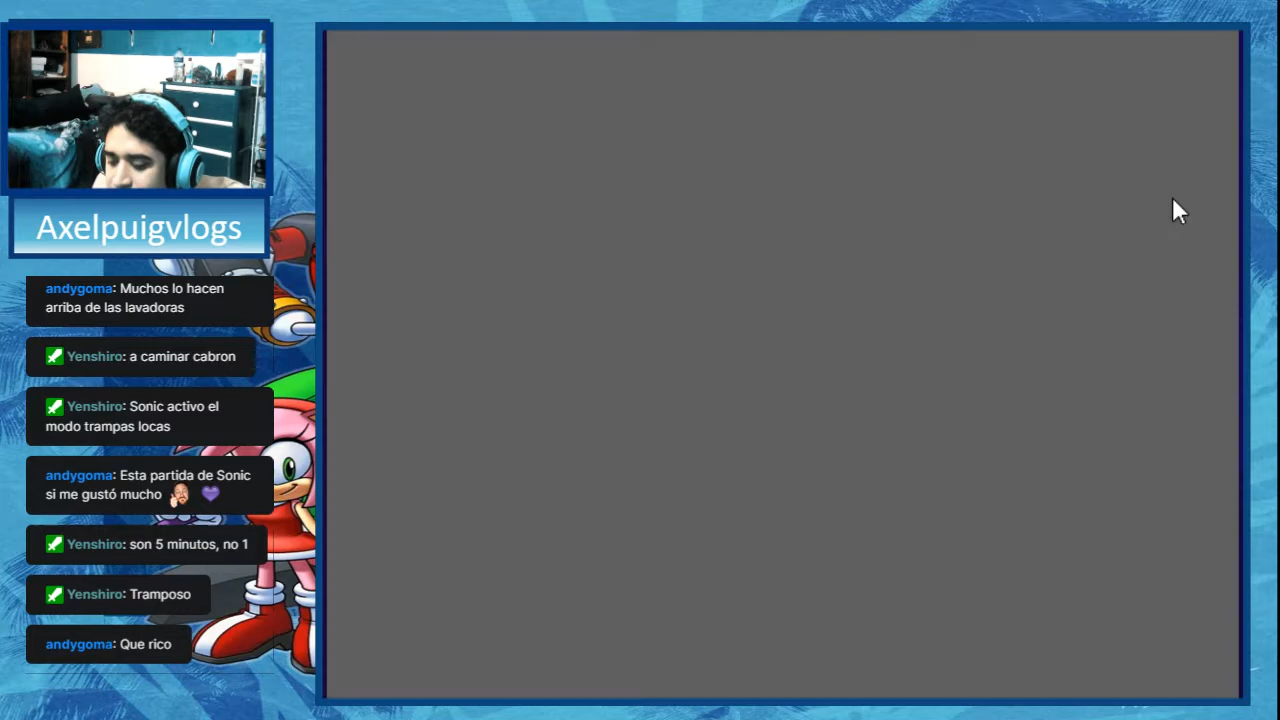 Axelpuigvlogs
andygoma: Muchos lo hacen
arriba de las lavadoras
Yenshiro: a caminar cabron
Yenshiro: Sonic activo el
modo trampas locas
andygoma: Esta partida de Sonic
si me gustó mucho
Yenshiro: son 5 minutos, no 1
Yenshiro: Tramposo
andygoma: Que rico